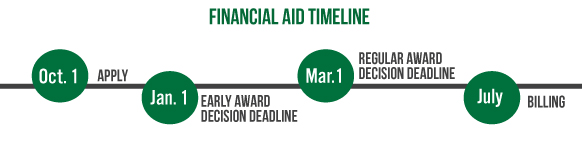 FINANCIAL AID TIMELINE
Oct. 1
APPLY
Jan. 1
EARLY AWARD
DECISION DEADLINE
Mar.1
REGULAR AWARD
DECISION DEADLINE
July
BILLING